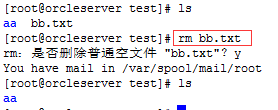 [root@orcleserver test]# ls
aa  bb.txt
[root@orcleserver test]# rm bb.txt
rm: 是否删除普通空文件 "bb.txt"? y
You have mail in /var/spool/mail/root
[root@orcleserver test]# ls
aa